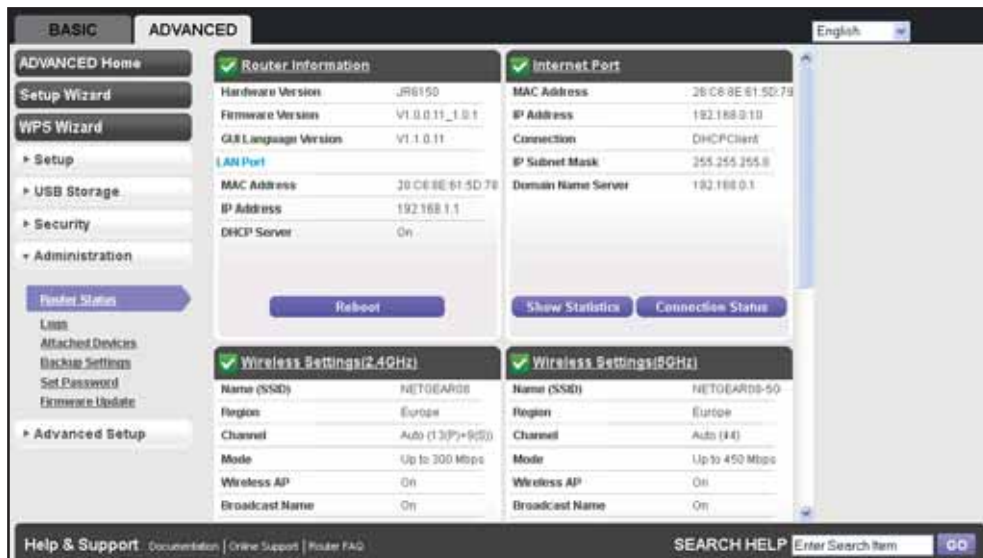 BASIC
ADVANCED
English
ADVANCED Home
Setup Wizard
WPS Wizard
Setup
USB Storage
Security
Administration
Router Status
Logs
Attached Devices
Backup Settings
Set Password
Firmware Update
Advanced Setup
Router Information
Hardware Version JR6150
Firmware Version V1.0.0.11_1.0.1
GUI Language Version V1.1.0.11
LAN Port
MAC Address 28:C6:8E:61:5D:78
IP Address 192.168.1.1
DHCP Server On
Reboot
Internet Port
MAC Address 28:C6:8E:61:5D:79
IP Address 192.168.0.10
Connection DHCPClient
IP Subnet Mask 255.255.255.0
Domain Name Server 192.168.0.1
Show Statistics
Connection Status
Wireless Settings(2.4GHz)
Name (SSID) NETGEAR08
Region Europe
Channel Auto (13(P)+9(S))
Mode Up to 300 Mbps
Wireless AP On
Broadcast Name On
Wireless Settings(5GHz)
Name (SSID) NETGEAR08-5G
Region Europe
Channel Auto (44)
Mode Up to 450 Mbps
Wireless AP On
Broadcast Name On
Help & Support Documentation | Online Support | Router FAQ
SEARCH HELP Enter Search Item GO